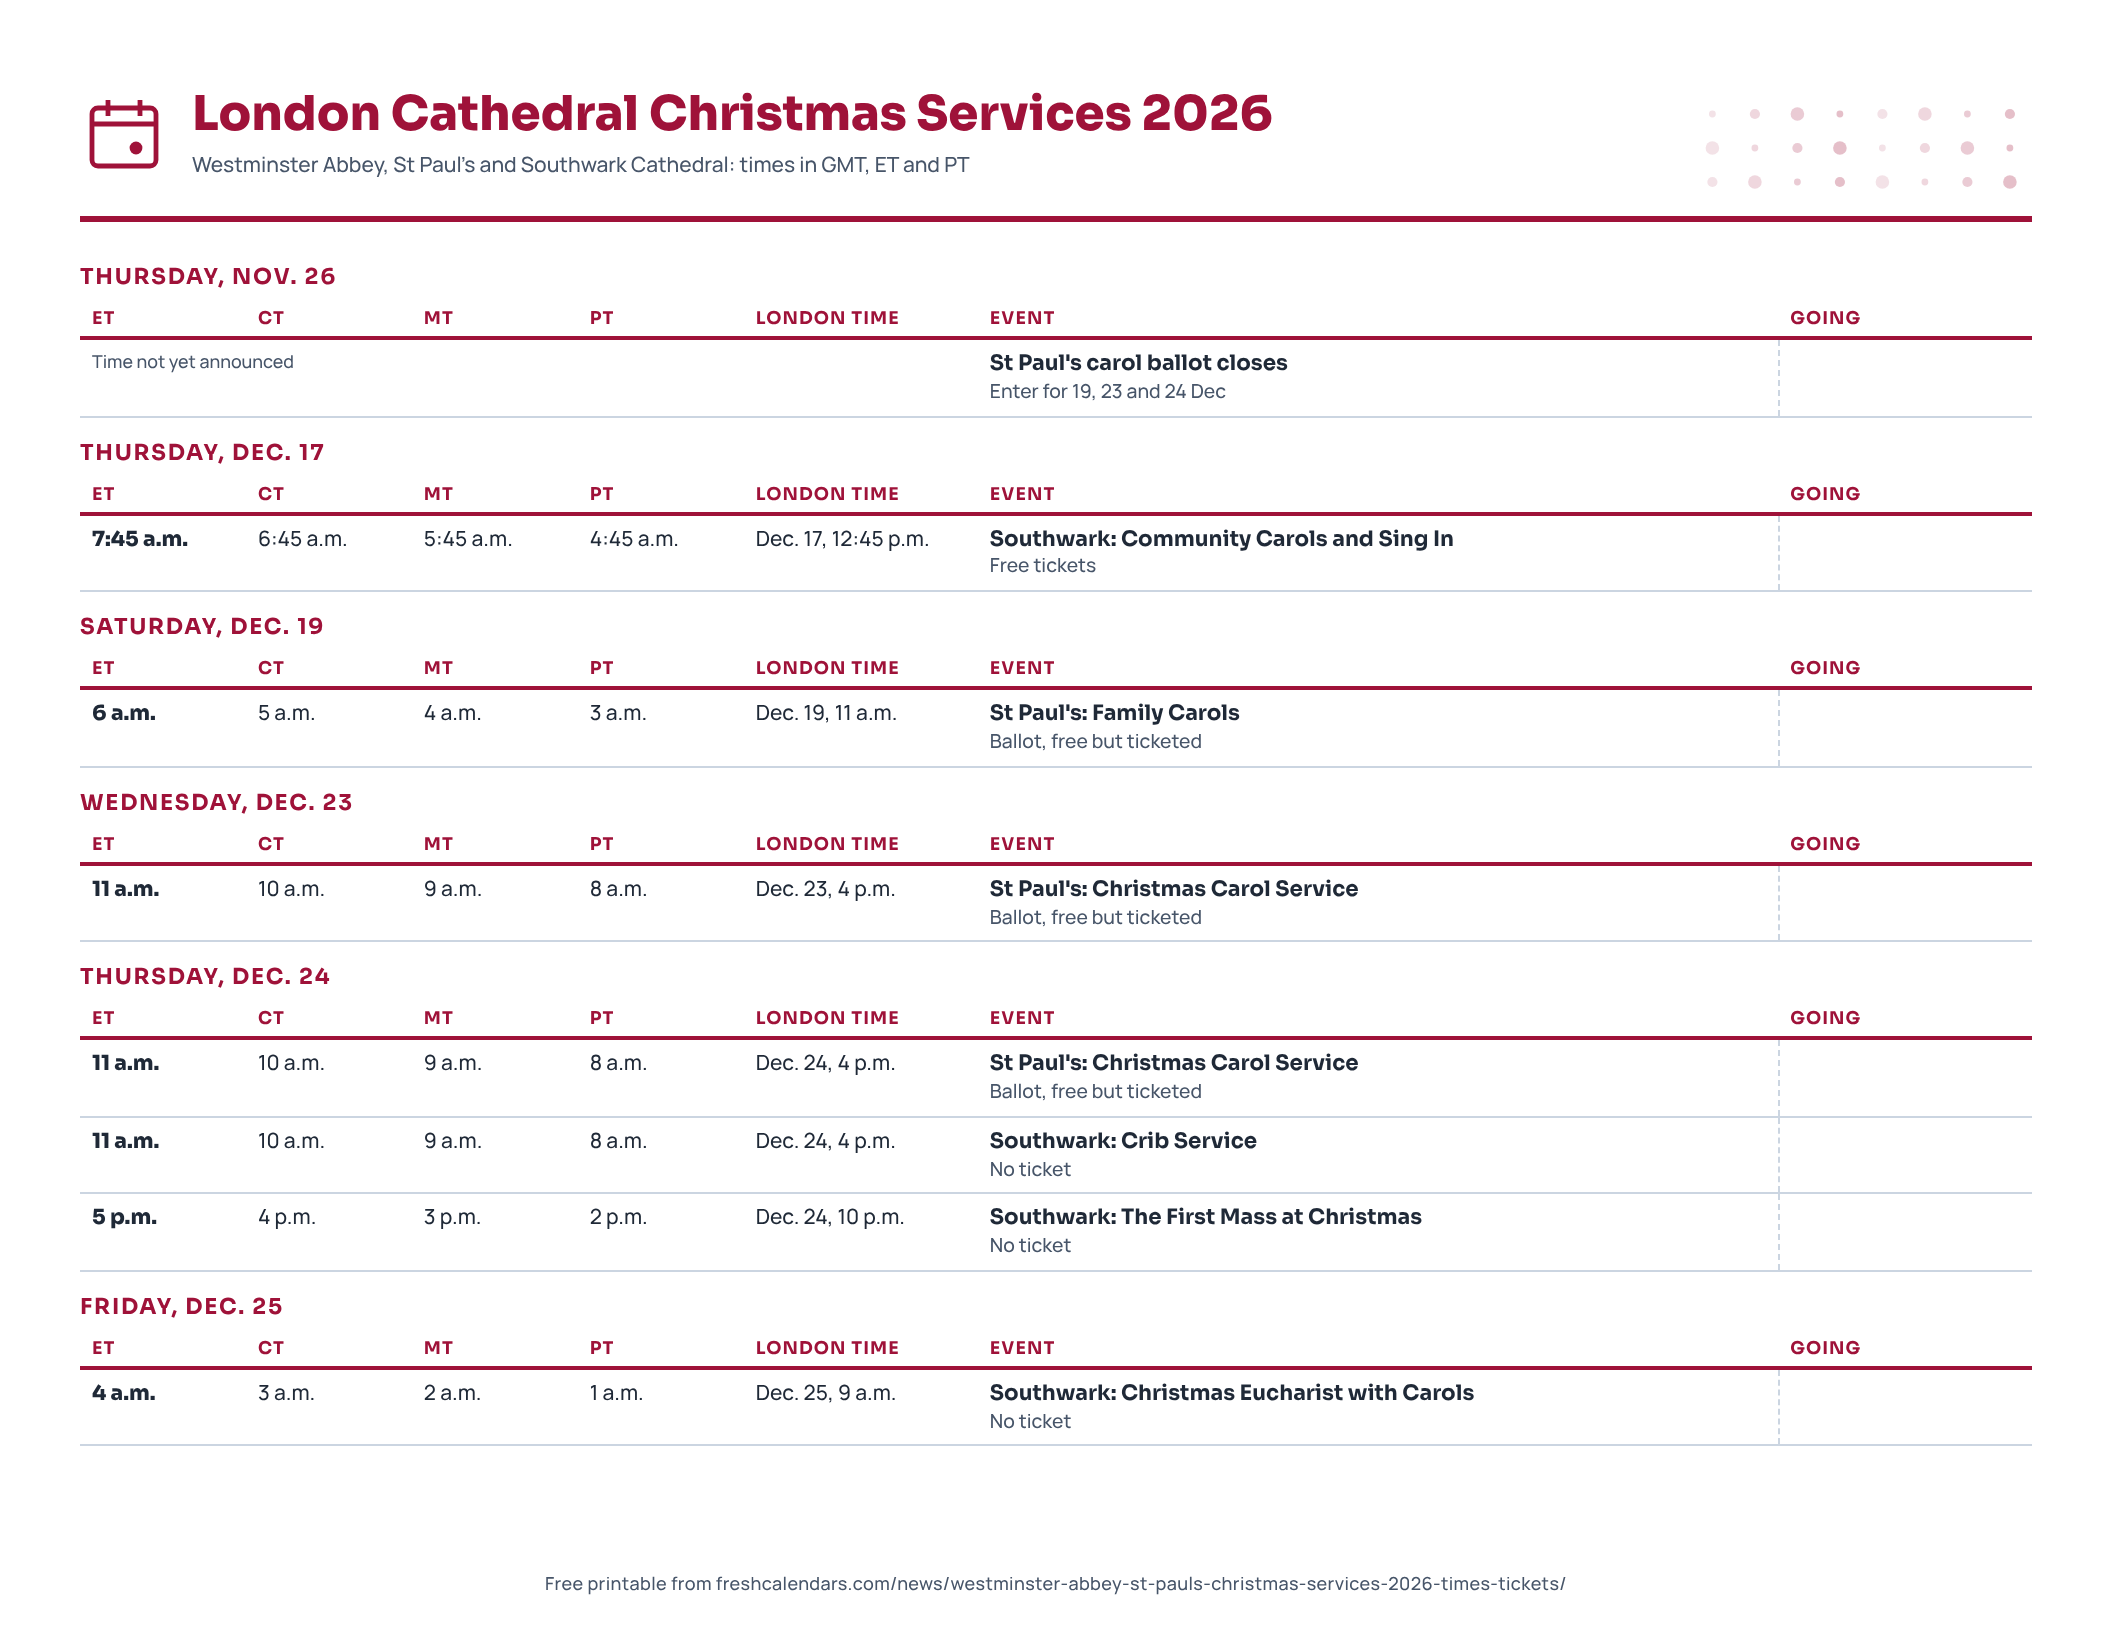 London Cathedral Christmas Services 2026
Westminster Abbey, St Paul's and Southwark Cathedral: times in GMT, ET and PT
THURSDAY, NOV. 26
ET CT MT PT LONDON TIME EVENT GOING
Time not yet announced St Paul's carol ballot closes
Enter for 19, 23 and 24 Dec
THURSDAY, DEC. 17
ET CT MT PT LONDON TIME EVENT GOING
7:45 a.m. 6:45 a.m. 5:45 a.m. 4:45 a.m. Dec. 17, 12:45 p.m. Southwark: Community Carols and Sing In
Free tickets
SATURDAY, DEC. 19
ET CT MT PT LONDON TIME EVENT GOING
6 a.m. 5 a.m. 4 a.m. 3 a.m. Dec. 19, 11 a.m. St Paul's: Family Carols
Ballot, free but ticketed
WEDNESDAY, DEC. 23
ET CT MT PT LONDON TIME EVENT GOING
11 a.m. 10 a.m. 9 a.m. 8 a.m. Dec. 23, 4 p.m. St Paul's: Christmas Carol Service
Ballot, free but ticketed
THURSDAY, DEC. 24
ET CT MT PT LONDON TIME EVENT GOING
11 a.m. 10 a.m. 9 a.m. 8 a.m. Dec. 24, 4 p.m. St Paul's: Christmas Carol Service
Ballot, free but ticketed
11 a.m. 10 a.m. 9 a.m. 8 a.m. Dec. 24, 4 p.m. Southwark: Crib Service
No ticket
5 p.m. 4 p.m. 3 p.m. 2 p.m. Dec. 24, 10 p.m. Southwark: The First Mass at Christmas
No ticket
FRIDAY, DEC. 25
ET CT MT PT LONDON TIME EVENT GOING
4 a.m. 3 a.m. 2 a.m. 1 a.m. Dec. 25, 9 a.m. Southwark: Christmas Eucharist with Carols
No ticket
Free printable from freshcalendars.com/news/westminster-abbey-st-pauls-christmas-services-2026-times-tickets/